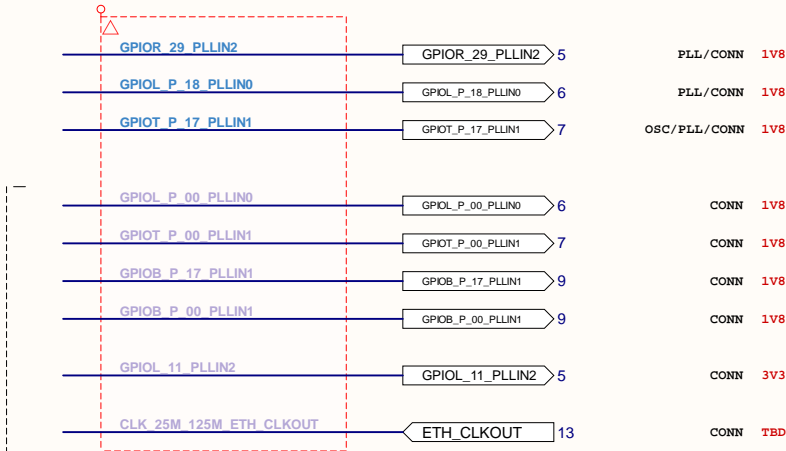 GPIOR_29_PLLIN2 GPIOR_29_PLLIN2 5 PLL/CONN 1V8
GPIOL_P_18_PLLIN0 GPIOL_P_18_PLLIN0 6 PLL/CONN 1V8
GPIOT_P_17_PLLIN1 GPIOT_P_17_PLLIN1 7 OSC/PLL/CONN 1V8
GPIOL_P_00_PLLIN0 GPIOL_P_00_PLLIN0 6 CONN 1V8
GPIOT_P_00_PLLIN1 GPIOT_P_00_PLLIN1 7 CONN 1V8
GPIOB_P_17_PLLIN1 GPIOB_P_17_PLLIN1 9 CONN 1V8
GPIOB_P_00_PLLIN1 GPIOB_P_00_PLLIN1 9 CONN 1V8
GPIOL_11_PLLIN2 GPIOL_11_PLLIN2 5 CONN 3V3
CLK_25M_125M_ETH_CLKOUT ETH_CLKOUT 13 CONN TBD